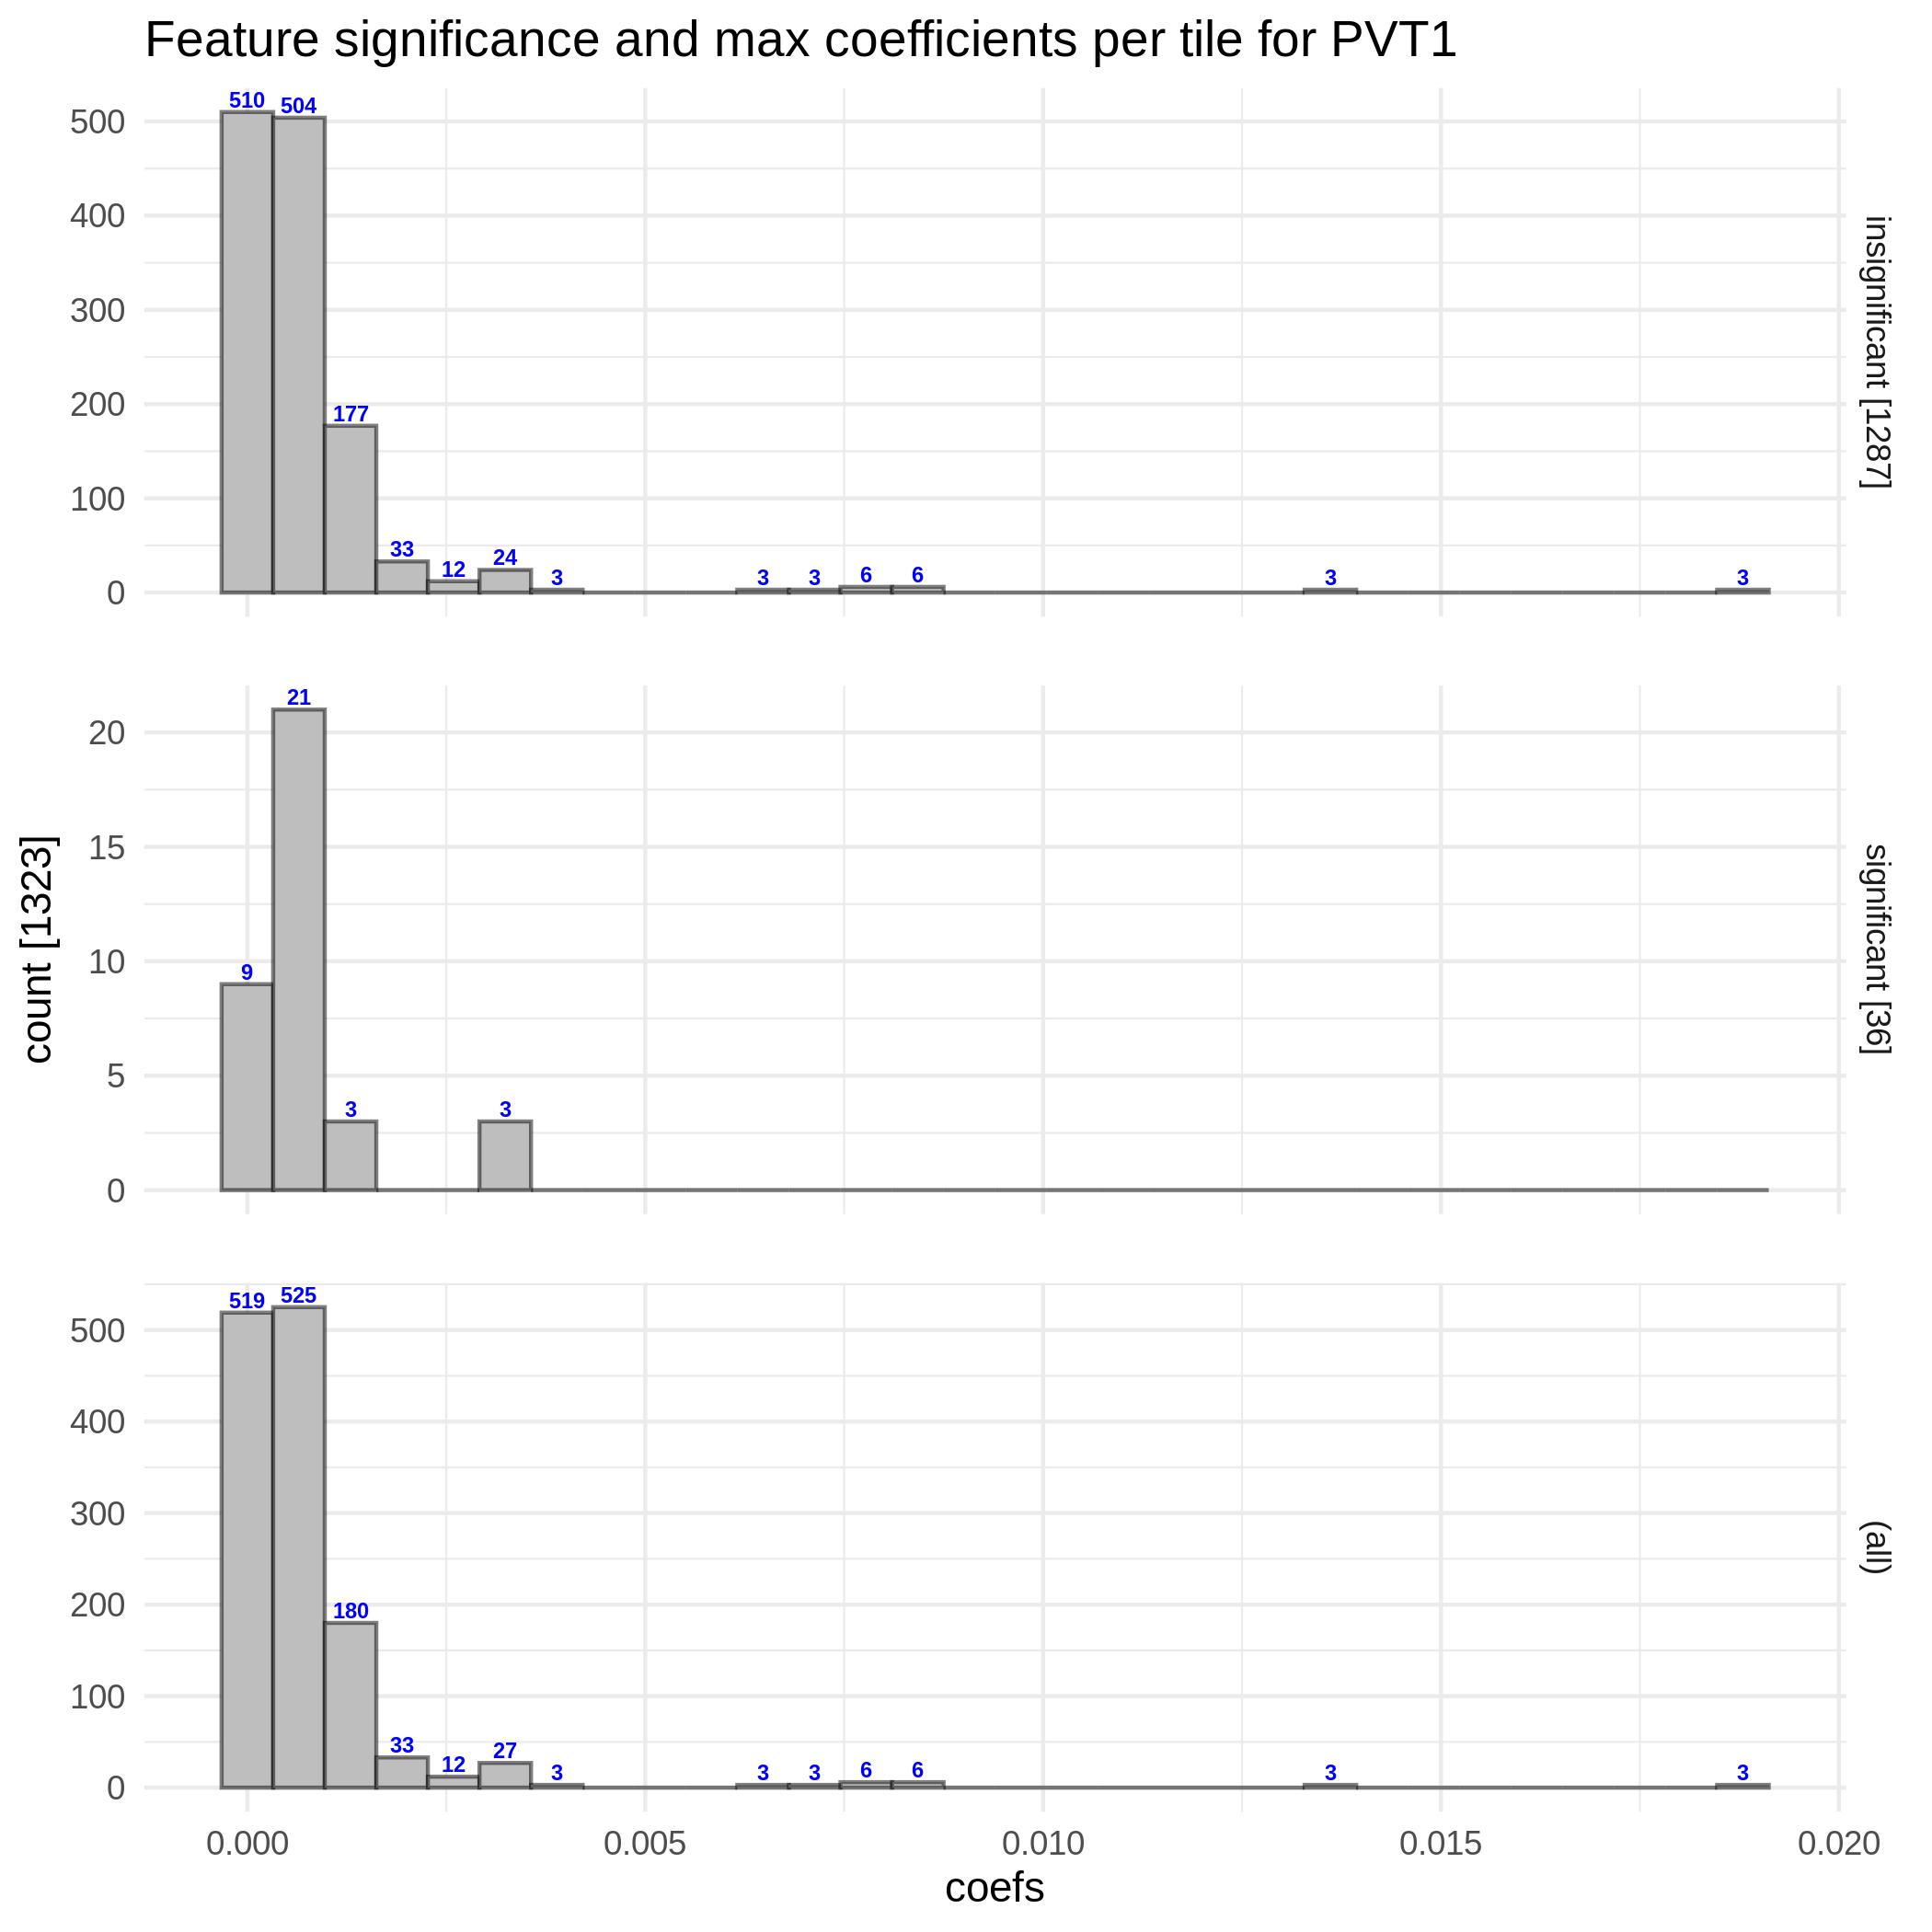 Feature significance and max coefficients per tile for PVT1
510 504 177 33 12 24 3 3 3 6 6 3 3
500
400
300
200
100
0
insignificant [1287]
21 9 3 3
20
15
10
5
0
significant [36]
count [1323]
519 525 180 33 12 27 3 3 3 6 6 3 3
500
400
300
200
100
0
(all)
0.000 0.005 0.010 0.015 0.020
coefs